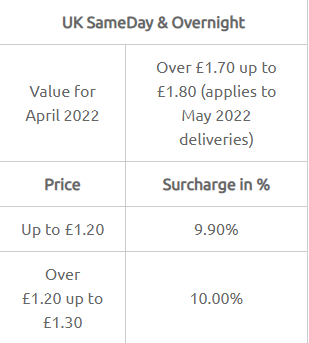 UK SameDay & Overnight
Value for
April 2022
Over £1.70 up to
£1.80 (applies to
May 2022
deliveries)
Price
Surcharge in %
Up to £1.20
9.90%
Over
£1.20 up to
£1.30
10.00%